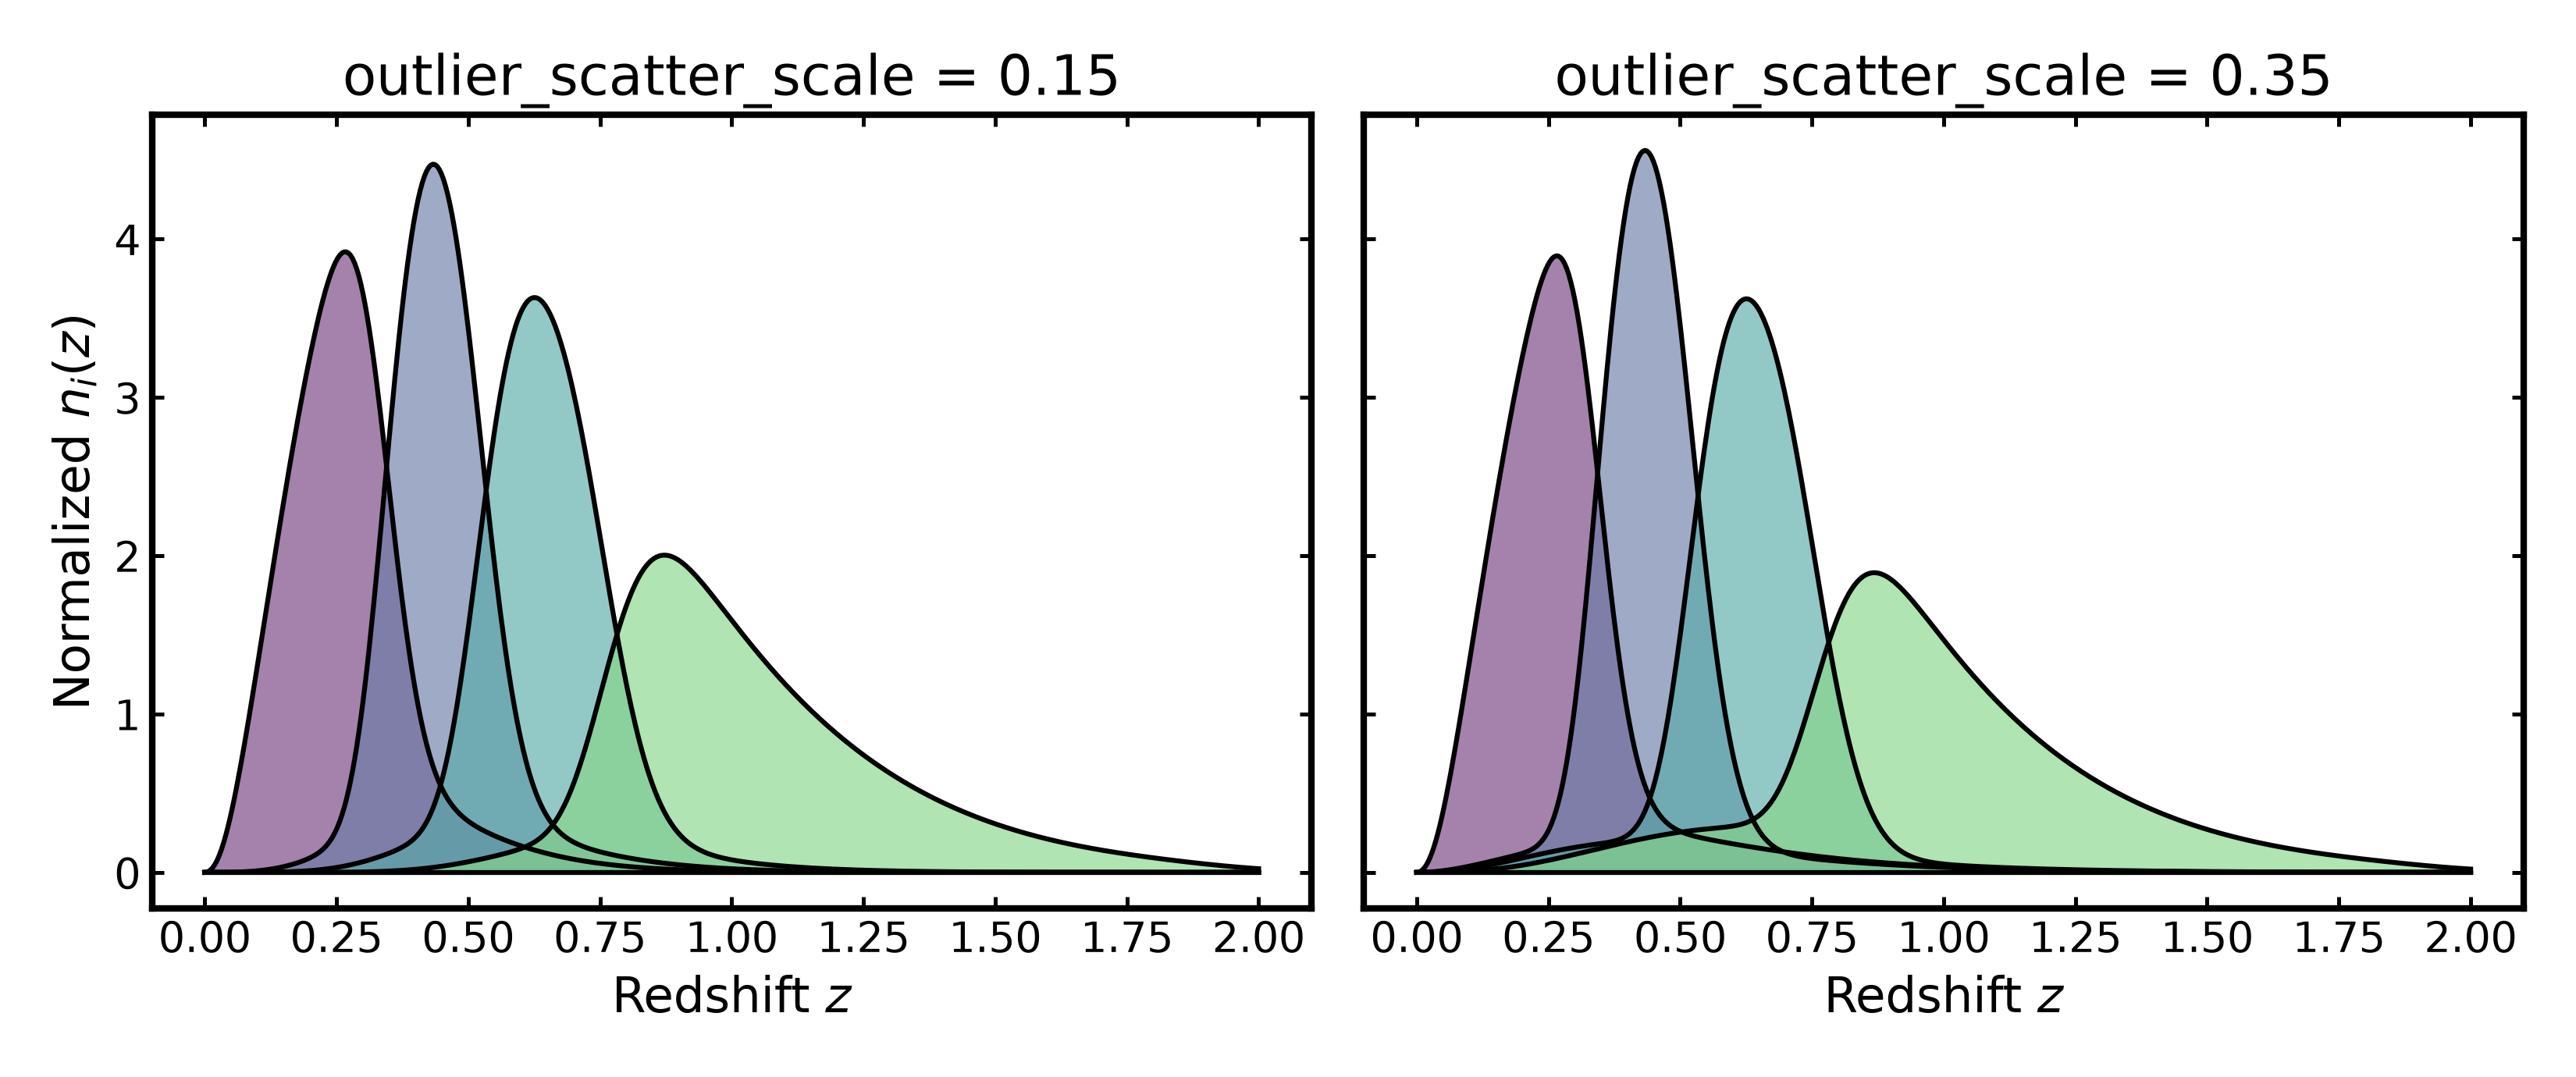 outlier_scatter_scale = 0.15
outlier_scatter_scale = 0.35
Normalized nᵢ(z)
4
3
2
1
0
0.00 0.25 0.50 0.75 1.00 1.25 1.50 1.75 2.00
0.00 0.25 0.50 0.75 1.00 1.25 1.50 1.75 2.00
Redshift z
Redshift z